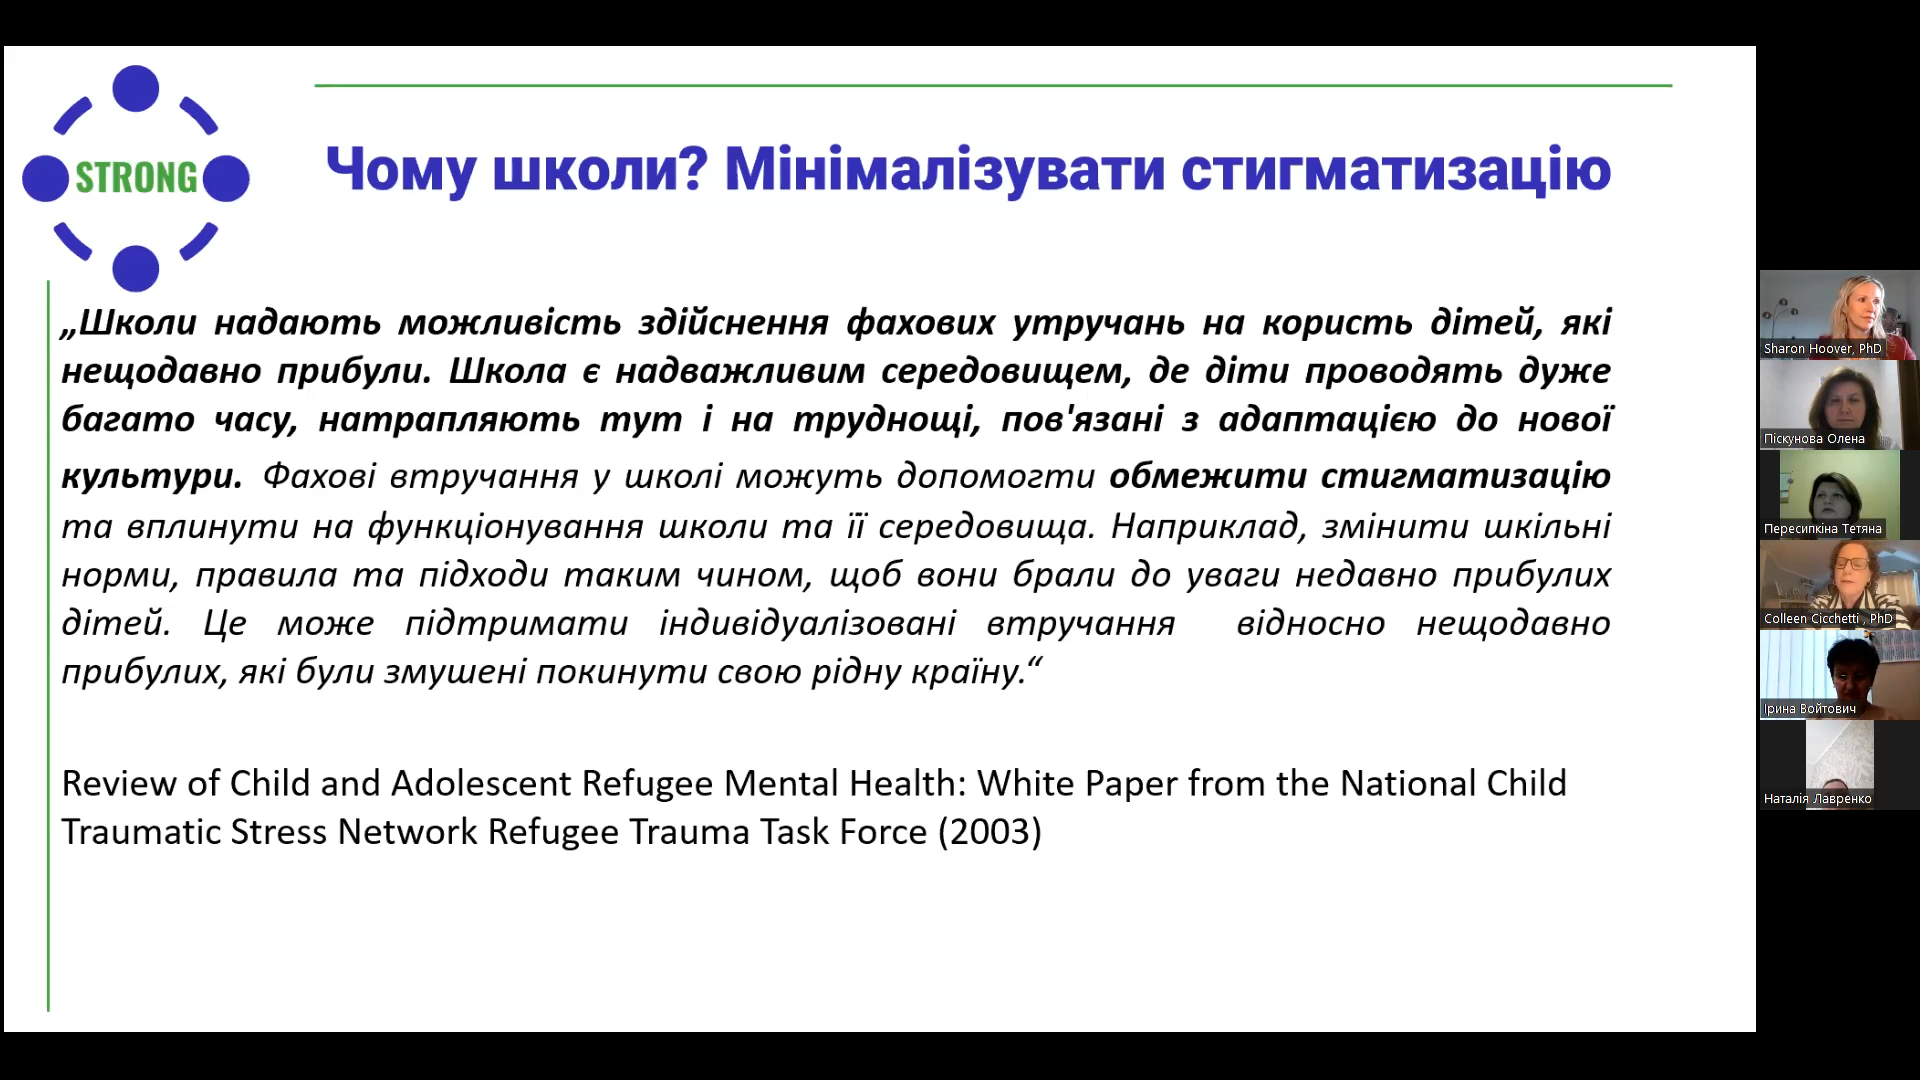 STRONG
Чому школи? Мінімалізувати стигматизацію
„Школи надають можливість здійснення фахових утручань на користь дітей, які
нещодавно прибули. Школа є надважливим середовищем, де діти проводять дуже
багато часу, натрапляють тут і на труднощі, пов'язані з адаптацією до нової
культури. Фахові втручання у школі можуть допомогти обмежити стигматизацію
та вплинути на функціонування школи та її середовища. Наприклад, змінити шкільні
норми, правила та підходи таким чином, щоб вони брали до уваги недавно прибулих
дітей. Це може підтримати індивідуалізовані втручання відносно нещодавно
прибулих, які були змушені покинути свою рідну країну.“
Review of Child and Adolescent Refugee Mental Health: White Paper from the National Child
Traumatic Stress Network Refugee Trauma Task Force (2003)
Sharon Hoover, PhD
Піскунова Олена
Пересипкіна Тетяна
Colleen Cicchetti , PhD
Ірина Войтович
Наталія Лавренко